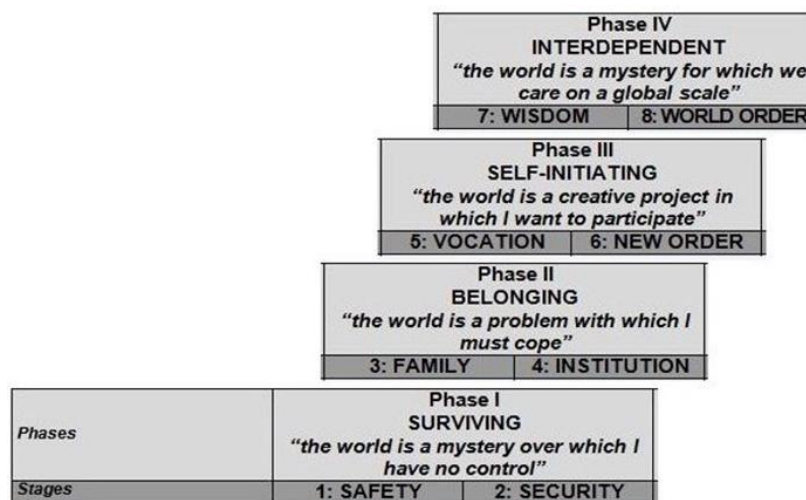 Phase IV
INTERDEPENDENT
“the world is a mystery for which we
care on a global scale”
7: WISDOM 8: WORLD ORDER
Phase III
SELF-INITIATING
“the world is a creative project in
which I want to participate”
5: VOCATION 6: NEW ORDER
Phase II
BELONGING
“the world is a problem with which I
must cope”
3: FAMILY 4: INSTITUTION
Phases
Phase I
SURVIVING
“the world is a mystery over which I
have no control”
Stages 1: SAFETY 2: SECURITY